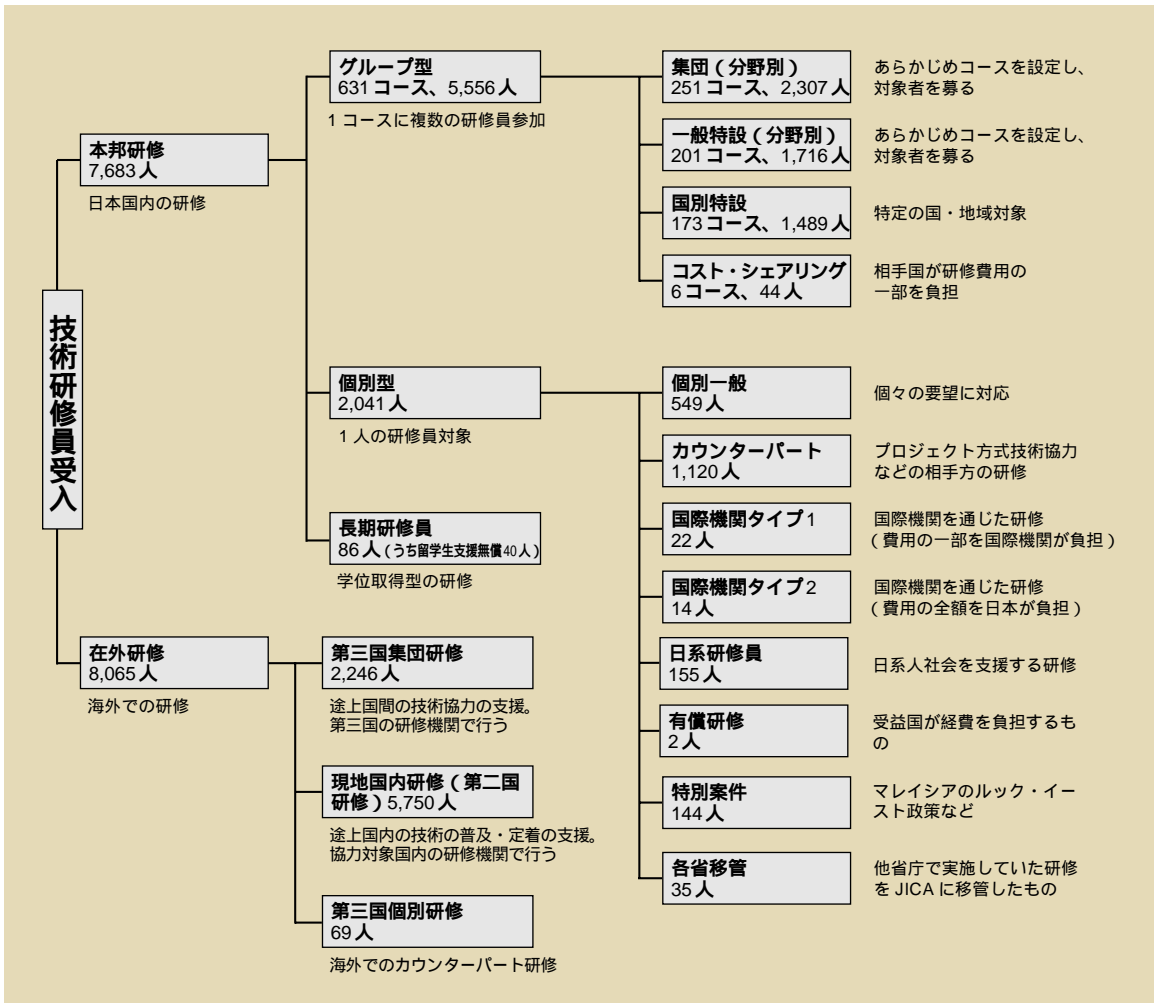 技術研修員受入
本邦研修
7,683人
日本国内の研修
グループ型
631コース、5,556人
1コースに複数の研修員参加
集団(分野別)
251コース、2,307人
あらかじめコースを設定し、
対象者を募る
一般特設(分野別)
201コース、1,716人
あらかじめコースを設定し、
対象者を募る
国別特設
173コース、1,489人
特定の国・地域対象
コスト・シェアリング
6コース、44人
相手国が研修費用の
一部を負担
個別型
2,041人
1人の研修員対象
個別一般
549人
個々の要望に対応
カウンターパート
1,120人
プロジェクト方式技術協力
などの相手方の研修
国際機関タイプ1
22人
国際機関を通じた研修
(費用の一部を国際機関が負担)
国際機関タイプ2
14人
国際機関を通じた研修
(費用の全額を日本が負担)
日系研修員
155人
日系人社会を支援する研修
有償研修
2人
受益国が経費を負担するも
の
特別案件
144人
マレイシアのルック・イー
スト政策など
各省移管
35人
他省庁で実施していた研修
をJICAに移管したもの
長期研修員
86人(うち留学生支援無償40人)
学位取得型の研修
在外研修
8,065人
海外での研修
第三国集団研修
2,246人
途上国間の技術協力の支援。
第三国の研修機関で行う
現地国内研修(第二国
研修)5,750人
途上国内の技術の普及・定着の支援。
協力対象国内の研修機関で行う
第三国個別研修
69人
海外でのカウンターパート研修